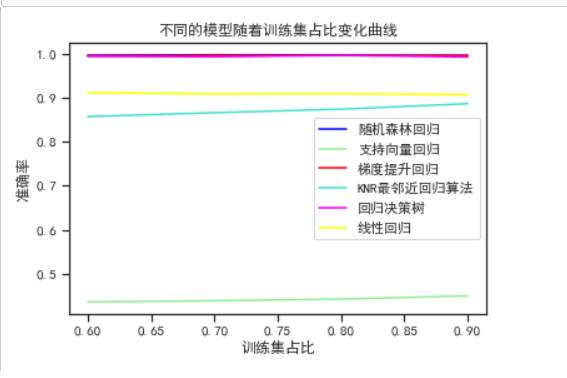 不同的模型随着训练集占比变化曲线
1.0
0.9
0.8
0.7
0.6
0.5
准确率
随机森林回归
支持向量回归
梯度提升回归
KNR最邻近回归算法
回归决策树
线性回归
0.60 0.65 0.70 0.75 0.80 0.85 0.90
训练集占比